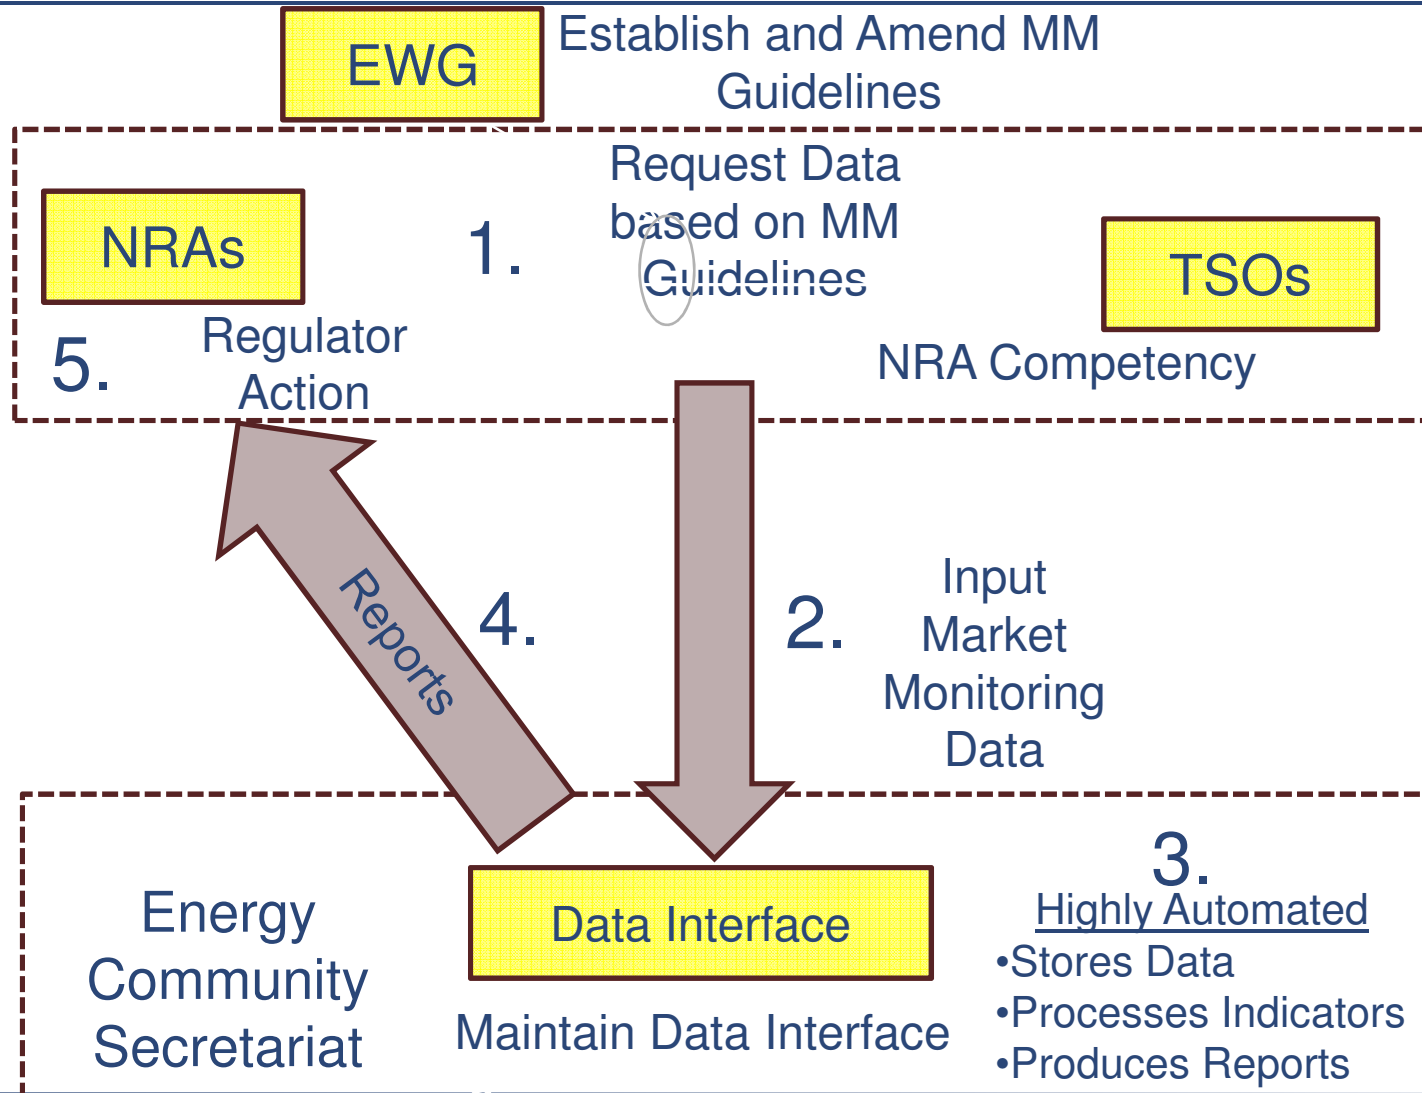 EWG
Establish and Amend MM
Guidelines
NRAs
1.
Request Data
based on MM
Guidelines
TSOs
5.
Regulator
Action
NRA Competency
Reports
4.
2.
Input
Market
Monitoring
Data
Energy
Community
Secretariat
Data Interface
Maintain Data Interface
3.
Highly Automated
•Stores Data
•Processes Indicators
•Produces Reports